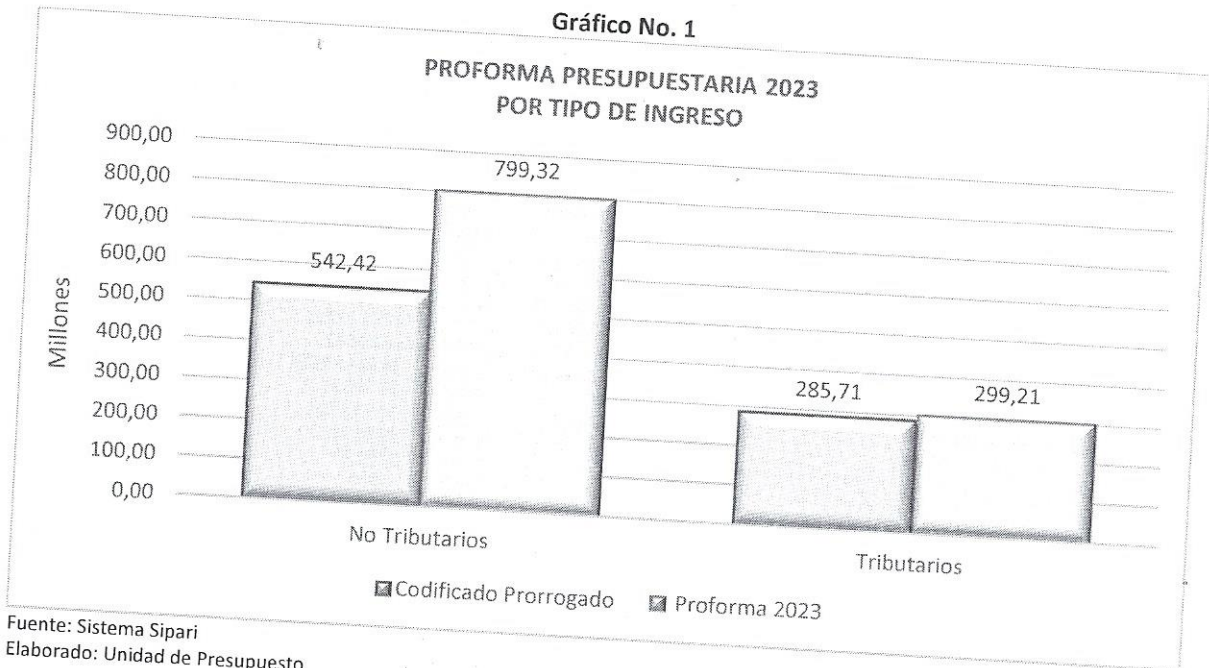 Gráfico No. 1
PROFORMA PRESUPUESTARIA 2023
POR TIPO DE INGRESO
900,00
800,00
700,00
600,00
500,00
400,00
300,00
200,00
100,00
0,00
Millones
542,42
799,32
285,71
299,21
No Tributarios
Tributarios
Codificado Prorrogado
Proforma 2023
Fuente: Sistema Sipari
Elaborado: Unidad de Presupuesto